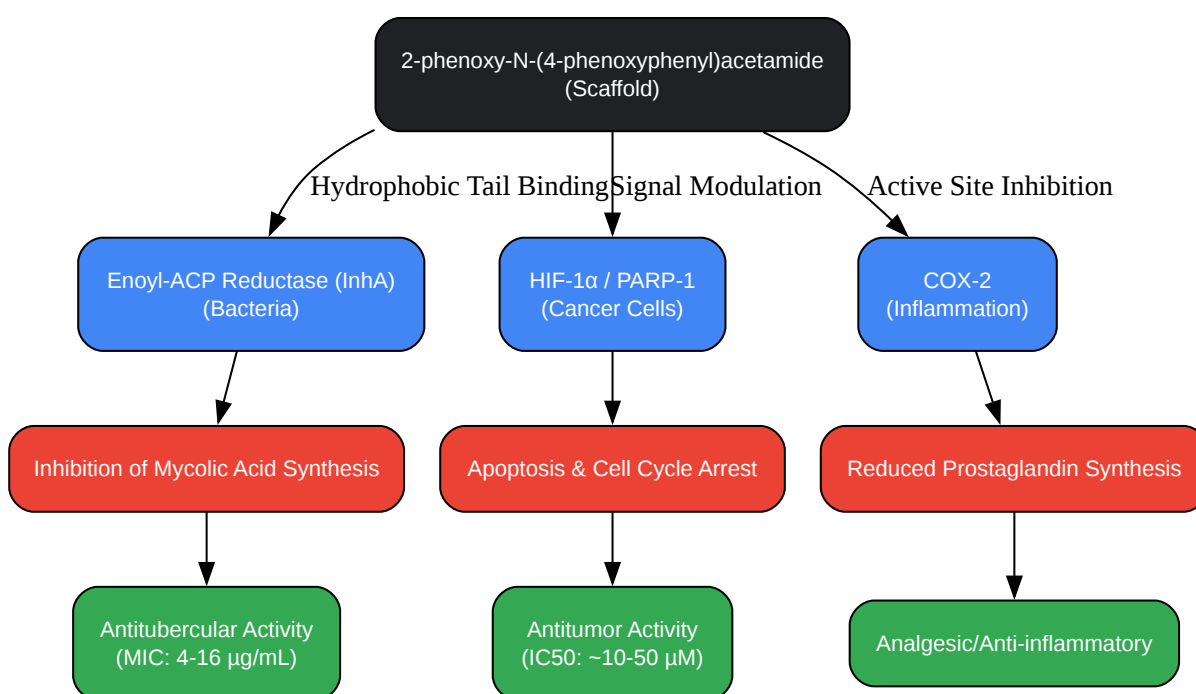 2-phenoxy-N-(4-phenoxyphenyl)acetamide
(Scaffold)
Hydrophobic Tail Binding
Signal Modulation
Active Site Inhibition
Enoyl-ACP Reductase (InhA)
(Bacteria)
HIF-1α / PARP-1
(Cancer Cells)
COX-2
(Inflammation)
Inhibition of Mycolic Acid Synthesis
Apoptosis & Cell Cycle Arrest
Reduced Prostaglandin Synthesis
Antitubercular Activity
(MIC: 4-16 µg/mL)
Antitumor Activity
(IC50: ~10-50 µM)
Analgesic/Anti-inflammatory